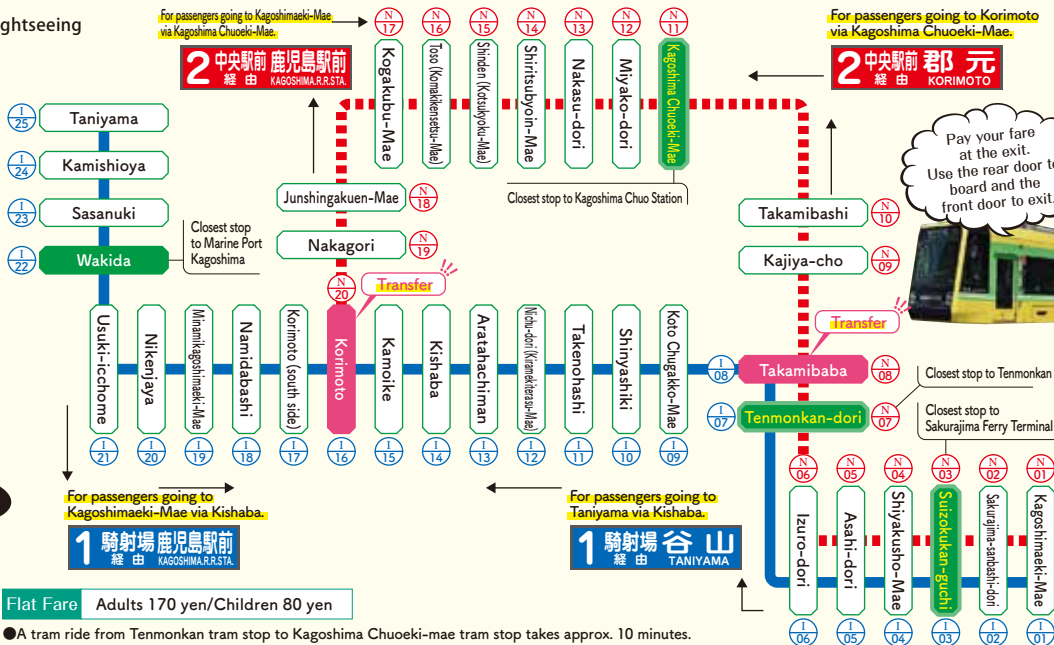 ghtseeing
For passengers going to Kagoshimaeki-Mae
via Kagoshima Chuoeki-Mae.
2 中央駅前 経由 鹿児島駅前 KAGOSHIMA.R.R.STA.
For passengers going to Korimoto
via Kagoshima Chuoeki-Mae.
2 中央駅前 経由 郡元 KORIMOTO
N 17 Kogakubu-Mae
N 16 Toso (Komakikensetsu-Mae)
N 15 Shinden (Kotsukyoku-Mae)
N 14 Shiritsubyoin-Mae
N 13 Nakasu-dori
N 12 Miyako-dori
N 11 Kagoshima Chuoeki-Mae
Closest stop to Kagoshima Chuo Station
I 25 Taniyama
I 24 Kamishioya
I 23 Sasanuki
I 22 Wakida
Closest stop
to Marine Port
Kagoshima
Junshingakuen-Mae N 18
Nakagori N 19
N 20
Transfer
Takamibashi N 10
Kajiya-cho N 09
Pay your fare
at the exit.
Use the rear door to
board and the
front door to exit.
Transfer
Usuki-icchome I 21
Nikenjaya I 20
Minamikagoshimaeki-Mae I 19
Namidabashi I 18
Korimoto (south side) I 17
Korimoto I 16
Kamoike I 15
Kishaba I 14
Aratahachiman I 13
Nichu-dori (Kiramekiterasu-Mae) I 12
Takenohashi I 11
Shinyashiki I 10
Koto Chugakko-Mae I 09
I 08 Takamibaba N 08
I 07 Tenmonkan-dori N 07
Closest stop to Tenmonkan
Closest stop to
Sakurajima Ferry Terminal
N 06 Izuro-dori I 06
N 05 Asahi-dori I 05
N 04 Shiyakusho-Mae I 04
N 03 Suizokukan-guchi I 03
N 02 Sakurajima-sanbashi-dori I 02
N 01 Kagoshimaeki-Mae I 01
For passengers going to
Kagoshimaeki-Mae via Kishaba.
1 騎射場 経由 鹿児島駅前 KAGOSHIMA.R.R.STA.
For passengers going to
Taniyama via Kishaba.
1 騎射場 経由 谷山 TANIYAMA
Flat Fare Adults 170 yen/Children 80 yen
●A tram ride from Tenmonkan tram stop to Kagoshima Chuoeki-mae tram stop takes approx. 10 minutes.